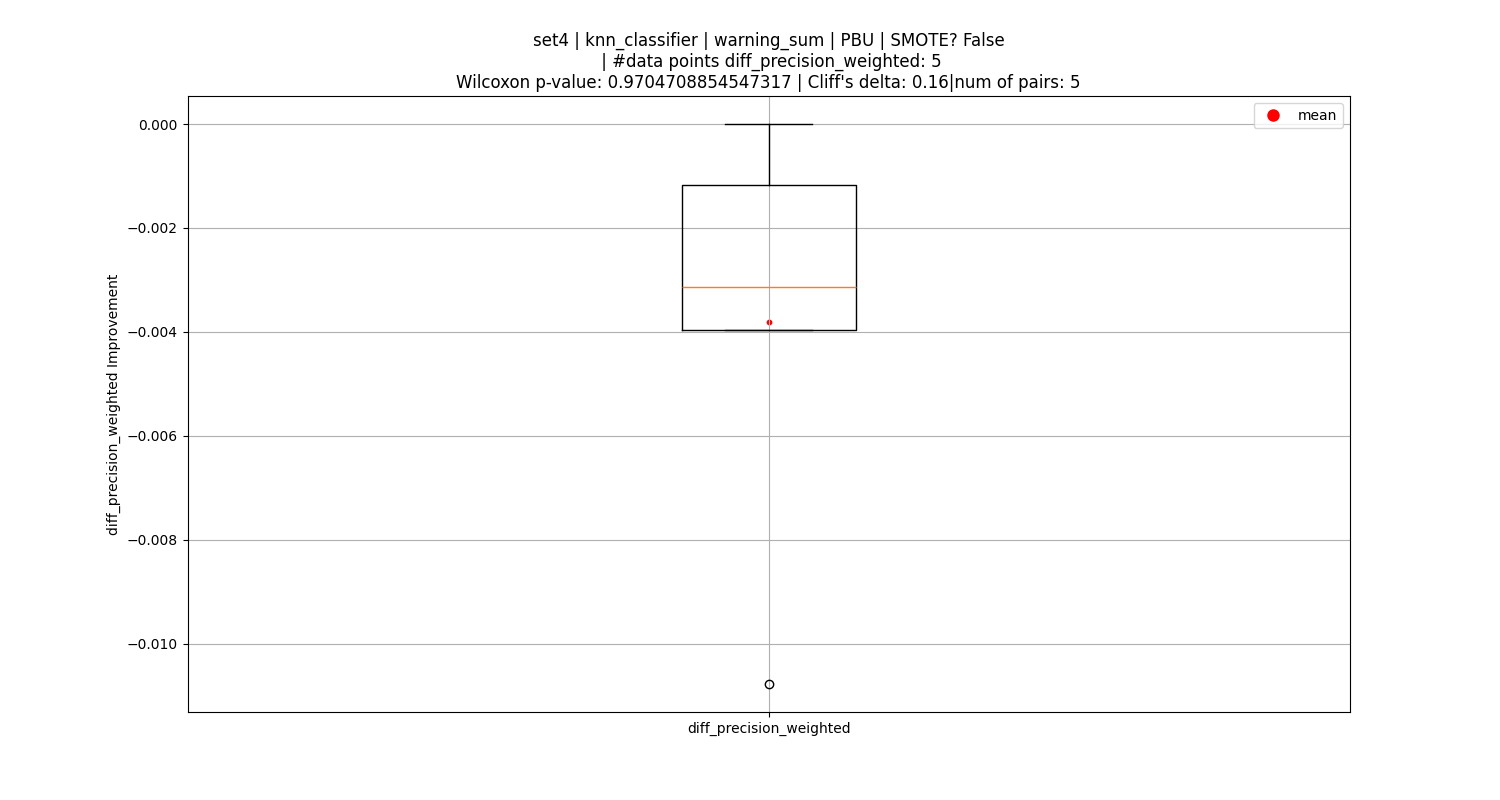 set4 | knn_classifier | warning_sum | PBU | SMOTE? False
| #data points diff_precision_weighted: 5
Wilcoxon p-value: 0.9704708854547317 | Cliff's delta: 0.16|num of pairs: 5
mean
0.000
−0.002
−0.004
−0.006
−0.008
−0.010
diff_precision_weighted Improvement
diff_precision_weighted